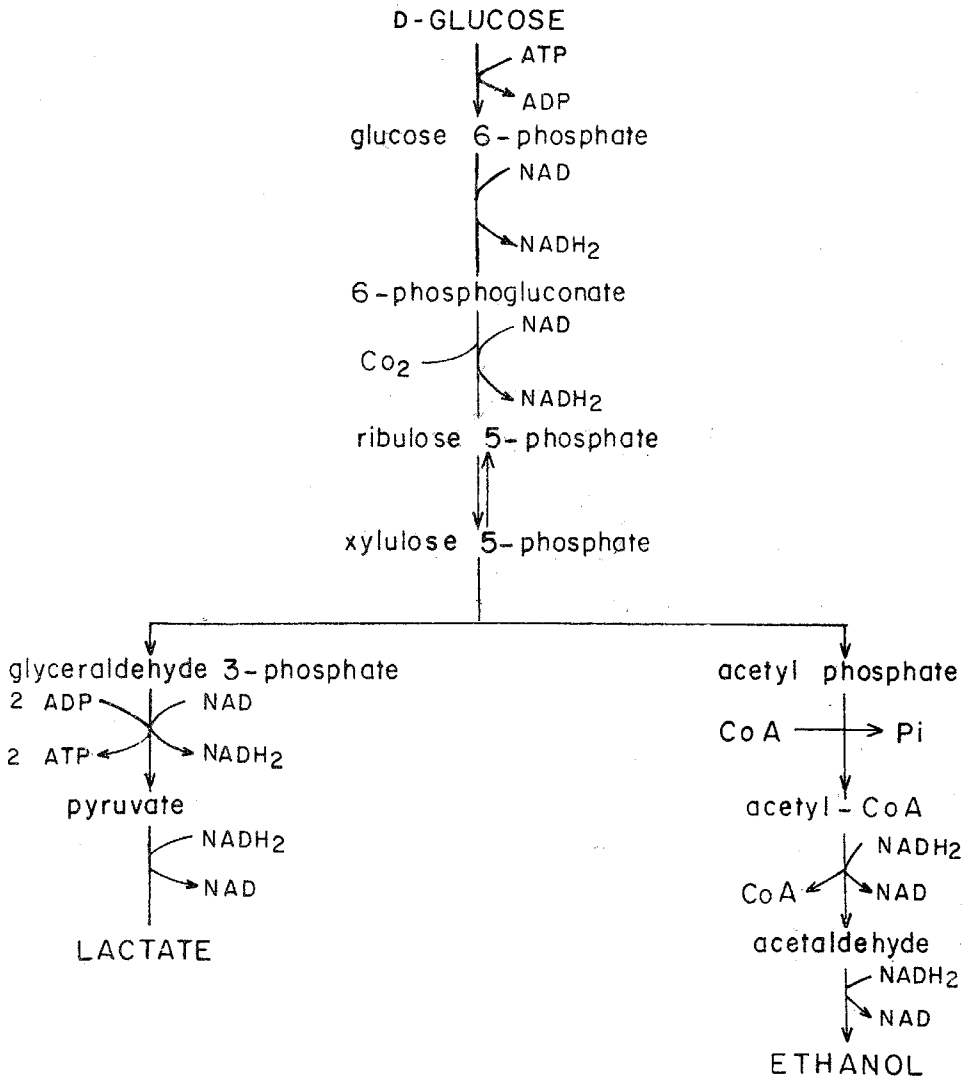 D-GLUCOSE
ATP
ADP
glucose 6-phosphate
NAD
NADH2
6-phosphogluconate
NAD
Co2
NADH2
ribulose 5-phosphate
xylulose 5-phosphate
glyceraldehyde 3-phosphate
2 ADP NAD
2 ATP NADH2
pyruvate
NADH2
NAD
LACTATE
acetyl phosphate
CoA Pi
acetyl-CoA
NADH2
CoA NAD
acetaldehyde
NADH2
NAD
ETHANOL